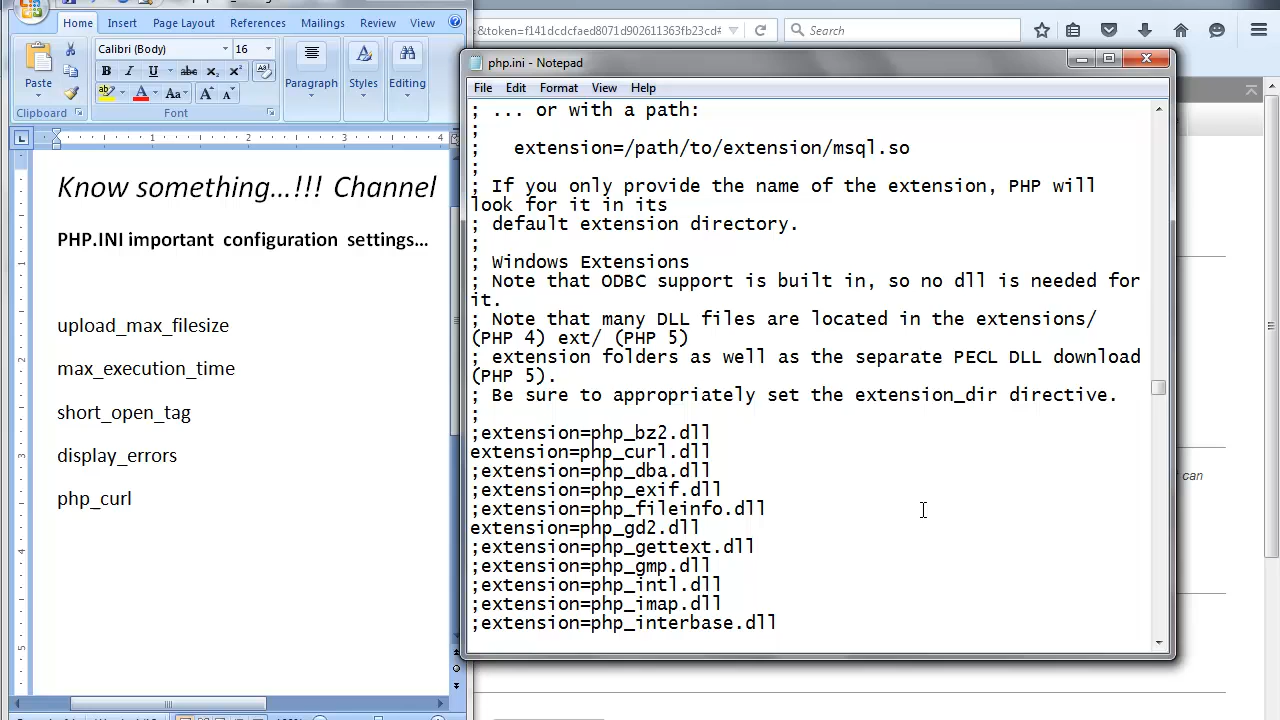 Home Insert Page Layout References Mailings Review View
&token=f141dcdcfaed8071d902611363fb23cd#
Search
Calibri (Body) 16
Paste
Clipboard
Font
Paragraph
Styles
Editing
1 2 3 4
Know something...!!! Channel
PHP.INI important configuration settings...
upload_max_filesize
max_execution_time
short_open_tag
display_errors
php_curl
php.ini - Notepad
File Edit Format View Help
; ... or with a path:
;
; extension=/path/to/extension/msql.so
;
; If you only provide the name of the extension, PHP will
look for it in its
; default extension directory.
;
; Windows Extensions
; Note that ODBC support is built in, so no dll is needed for
it.
; Note that many DLL files are located in the extensions/
(PHP 4) ext/ (PHP 5)
; extension folders as well as the separate PECL DLL download
(PHP 5).
; Be sure to appropriately set the extension_dir directive.
;
;extension=php_bz2.dll
extension=php_curl.dll
;extension=php_dba.dll
;extension=php_exif.dll
;extension=php_fileinfo.dll
extension=php_gd2.dll
;extension=php_gettext.dll
;extension=php_gmp.dll
;extension=php_intl.dll
;extension=php_imap.dll
;extension=php_interbase.dll
can